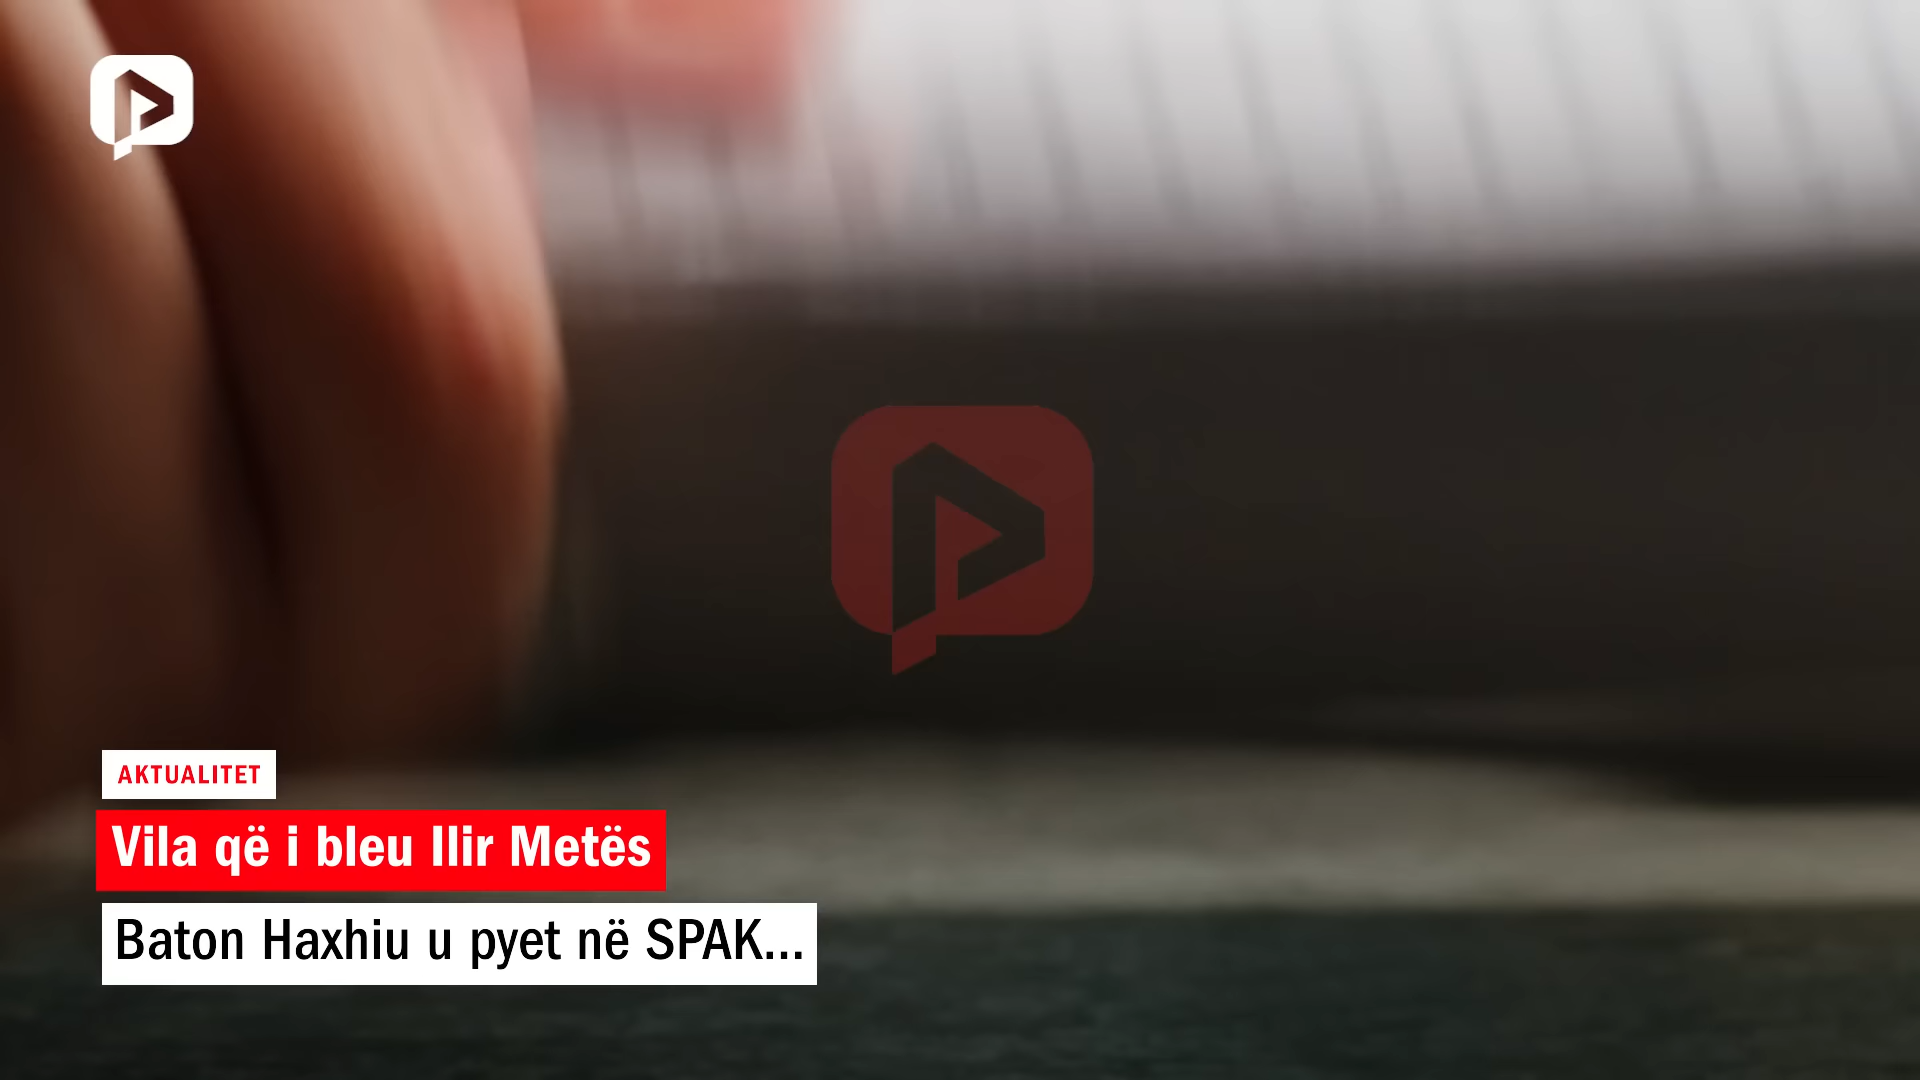 AKTUALITET
Vila që i bleu Ilir Metës
Baton Haxhiu u pyet në SPAK...